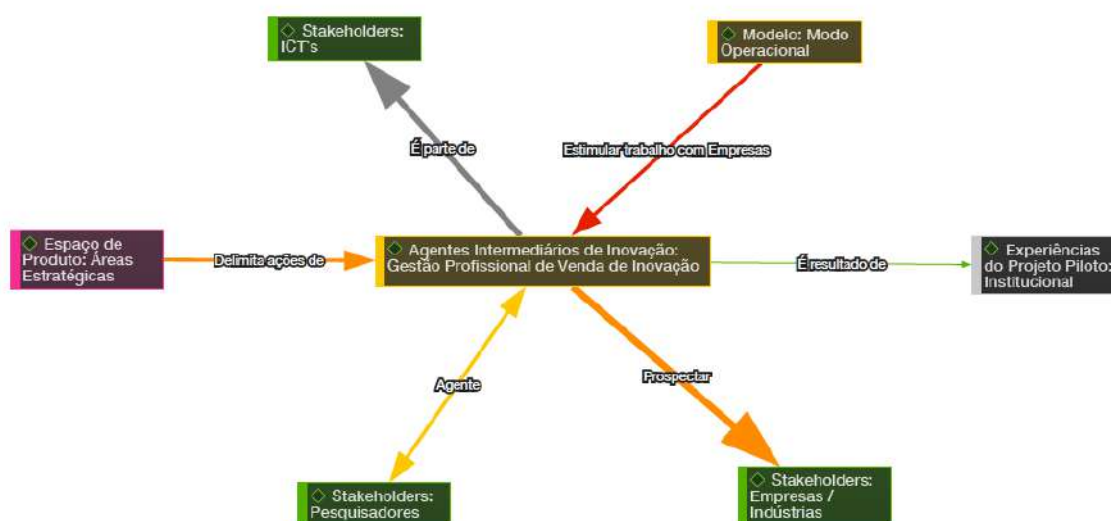 Stakeholders:
ICT's
Modelo: Modo
Operacional
É parte de
Estimular trabalho com Empresas
Espaço de
Produto: Áreas
Estratégicas
Delimita ações de
Agentes Intermediários de Inovação:
Gestão Profissional de Venda de Inovação
É resultado de
Experiências
do Projeto Piloto:
Institucional
Agente
Prospectar
Stakeholders:
Pesquisadores
Stakeholders:
Empresas /
Indústrias